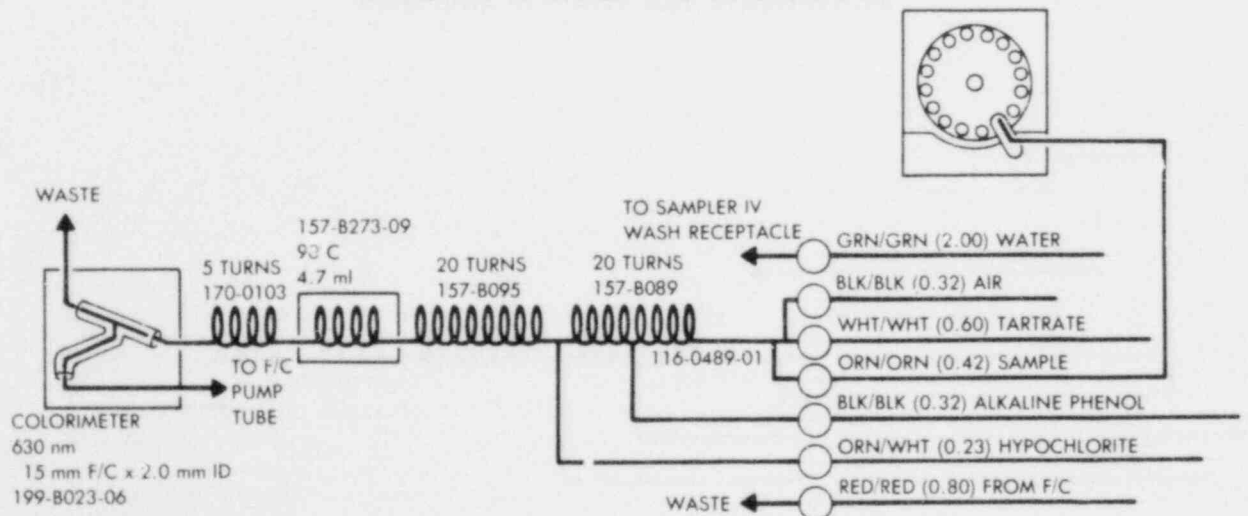 WASTE
5 TURNS
170-0103
157-B273-09
4.7 ml
20 TURNS
157-B095
20 TURNS
157-B089
116-0489-01
TO F/C
PUMP
TUBE
COLORIMETER
630 nm
15 mm F/C x 2.0 mm ID
199-B023-06
TO SAMPLER IV
WASH RECEPTACLE
GRN/GRN (2.00) WATER
BLK/BLK (0.32) AIR
WHT/WHT (0.60) TARTRATE
ORN/ORN (0.42) SAMPLE
BLK/BLK (0.32) ALKALINE PHENOL
ORN/WHT (0.23) HYPOCHLORITE
RED/RED (0.80) FROM F/C
WASTE